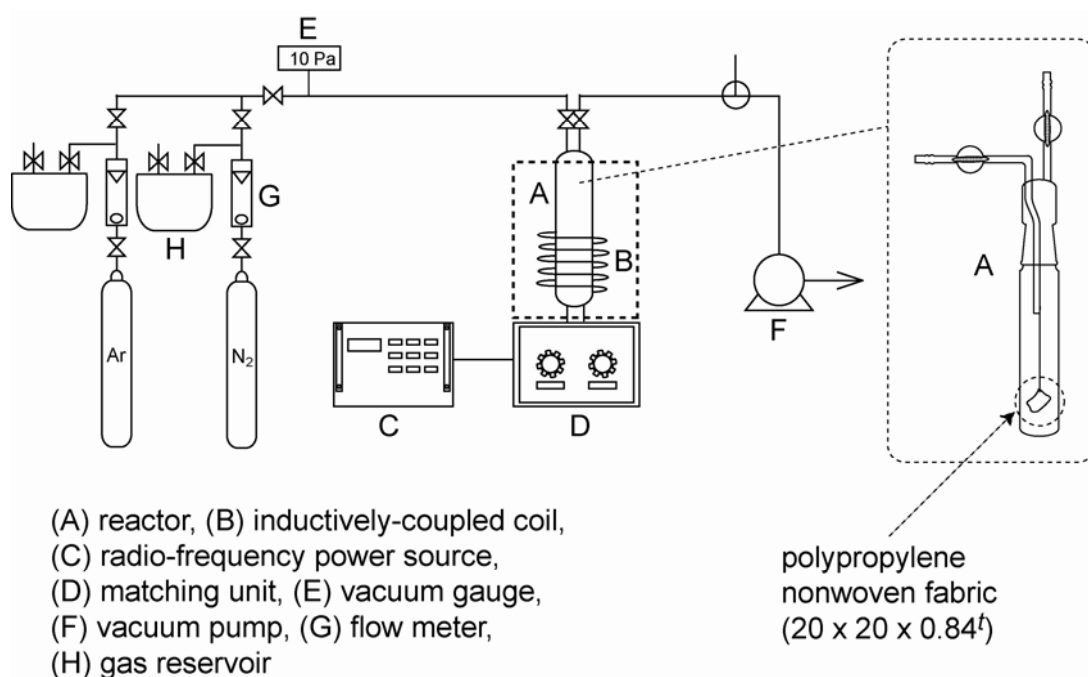 E
10 Pa
A
B
G
H
F
A
Ar
N2
C
D
(A) reactor, (B) inductively-coupled coil,
(C) radio-frequency power source,
(D) matching unit, (E) vacuum gauge,
(F) vacuum pump, (G) flow meter,
(H) gas reservoir
polypropylene
nonwoven fabric
(20 x 20 x 0.84t)